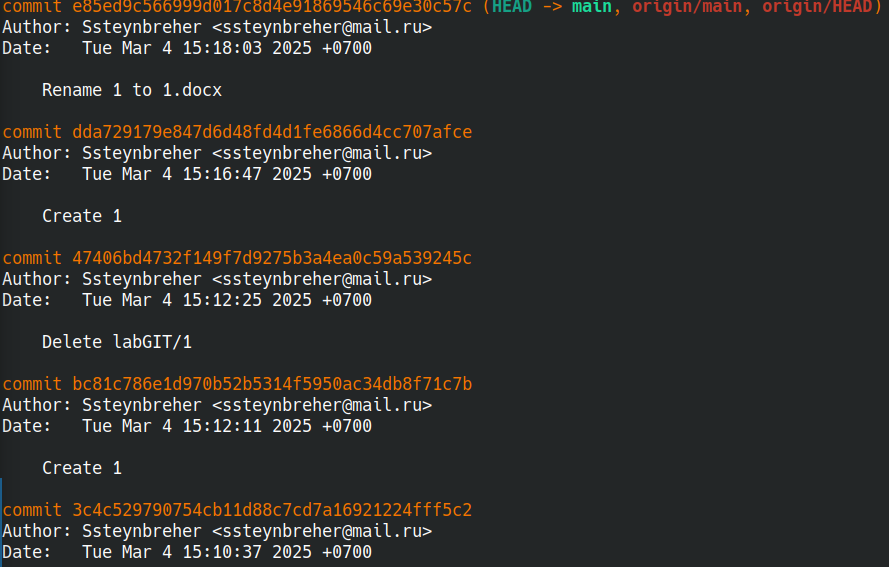 commit e85ed9c566999d017c8d4e91869546c69e30c57c (HEAD -> main, origin/main, origin/HEAD)
Author: Ssteynbreher <ssteynbreher@mail.ru>
Date:   Tue Mar 4 15:18:03 2025 +0700
Rename 1 to 1.docx
commit dda729179e847d6d48fd4d1fe6866d4cc707afce
Author: Ssteynbreher <ssteynbreher@mail.ru>
Date:   Tue Mar 4 15:16:47 2025 +0700
Create 1
commit 47406bd4732f149f7d9275b3a4ea0c59a539245c
Author: Ssteynbreher <ssteynbreher@mail.ru>
Date:   Tue Mar 4 15:12:25 2025 +0700
Delete labGIT/1
commit bc81c786e1d970b52b5314f5950ac34db8f71c7b
Author: Ssteynbreher <ssteynbreher@mail.ru>
Date:   Tue Mar 4 15:12:11 2025 +0700
Create 1
commit 3c4c529790754cb11d88c7cd7a16921224fff5c2
Author: Ssteynbreher <ssteynbreher@mail.ru>
Date:   Tue Mar 4 15:10:37 2025 +0700